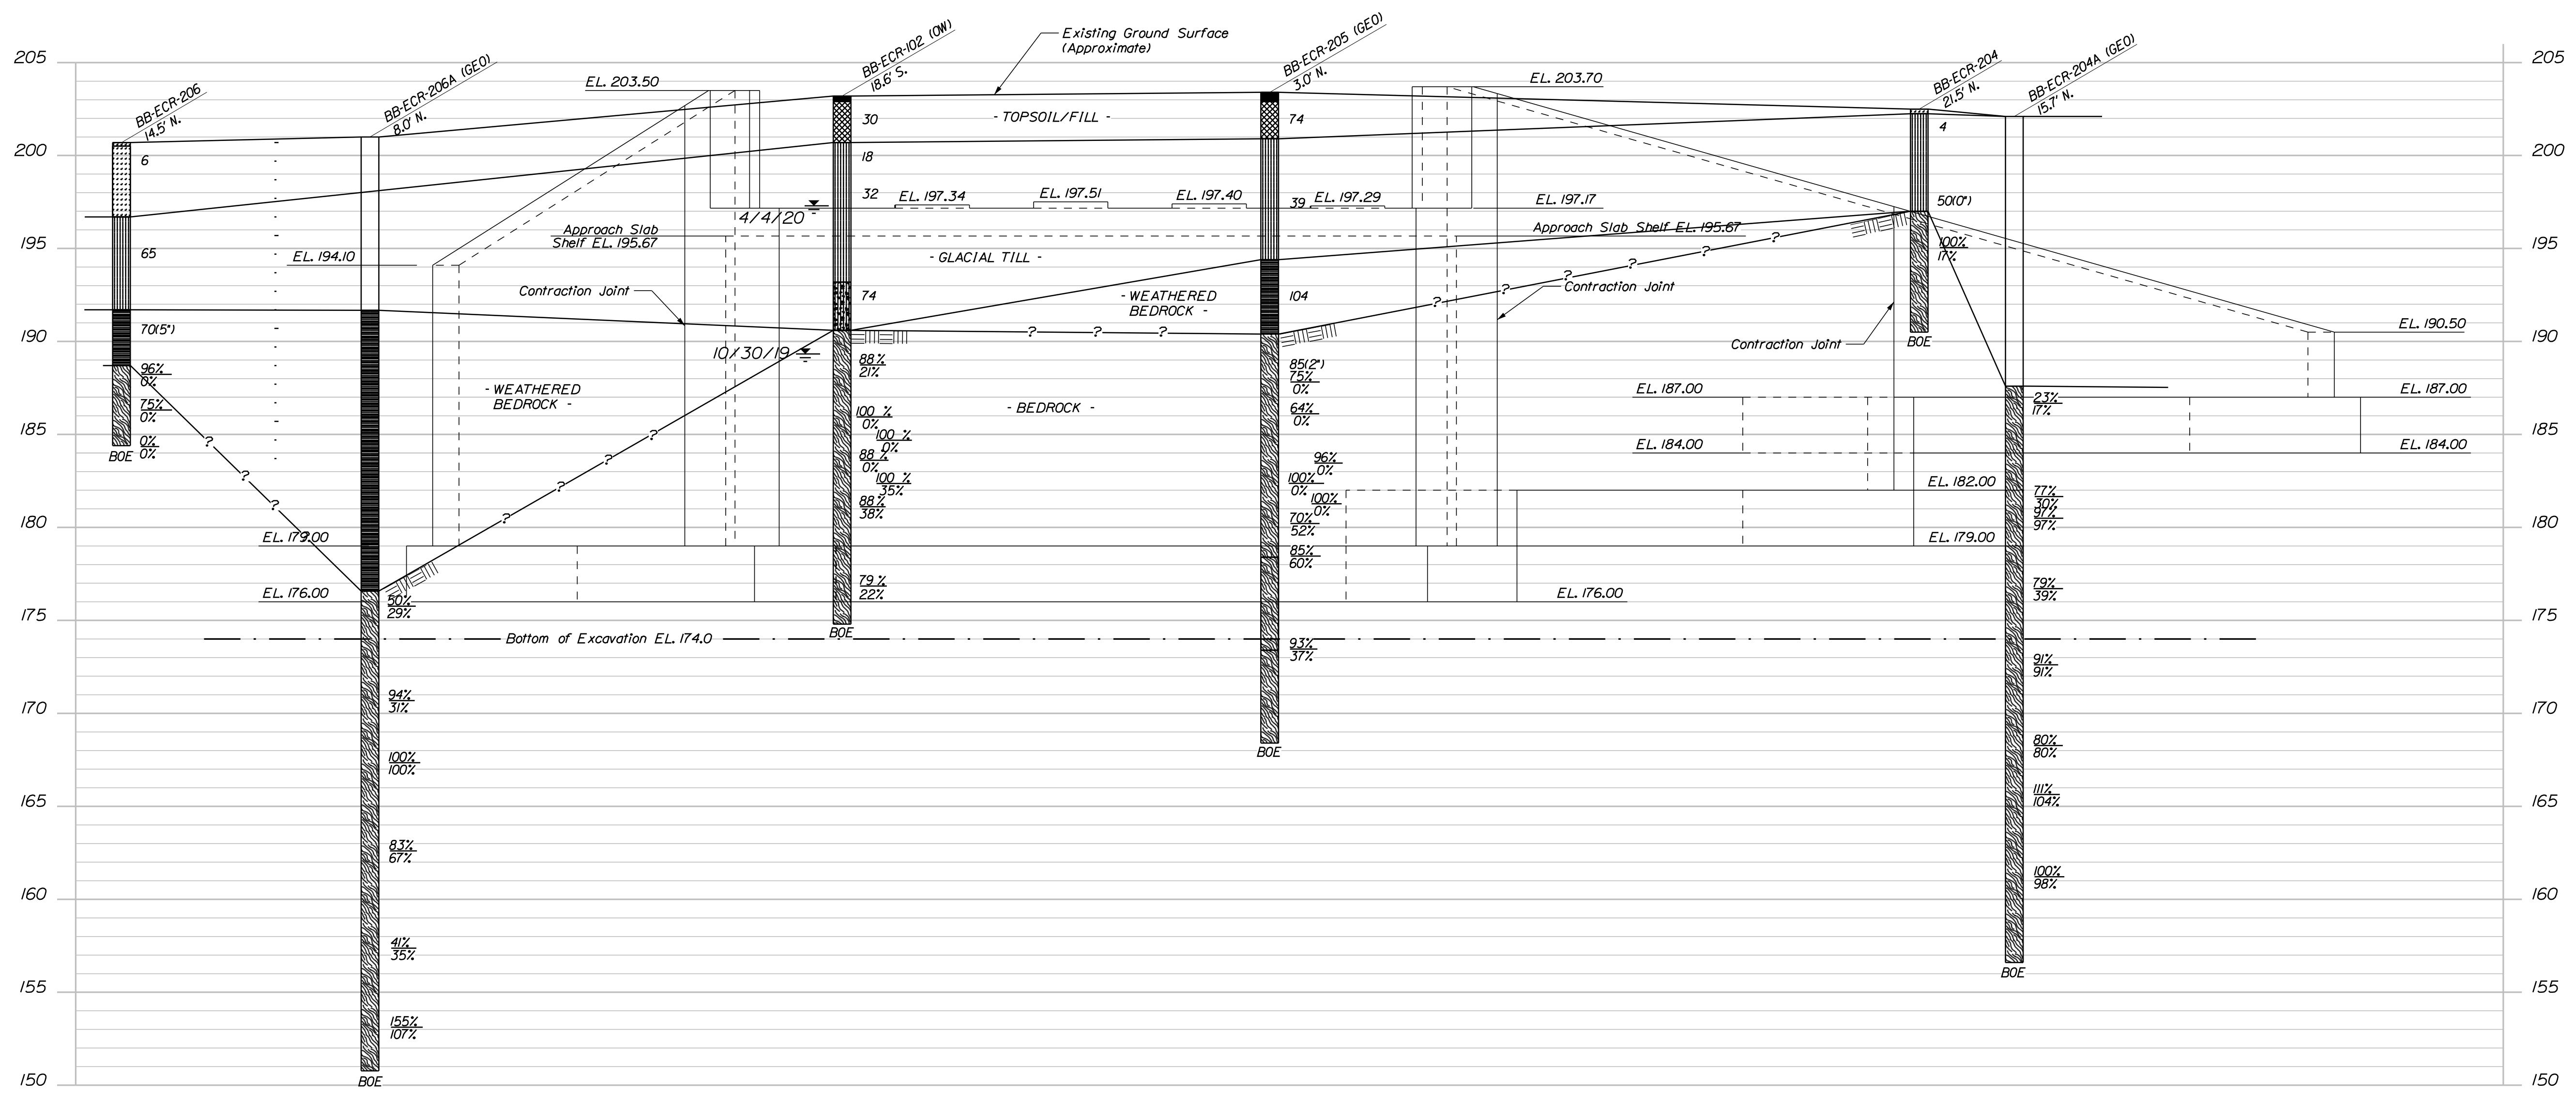 BB-ECR-206
14.5' N.
BB-ECR-206A (GEO)
8.0' N.
BB-ECR-102 (OW)
18.6' S.
Existing Ground Surface
(Approximate)
BB-ECR-205 (GEO)
3.0' N.
BB-ECR-204
21.5' N.
BB-ECR-204A (GEO)
15.7' N.
205
200
195
190
185
180
175
170
165
160
155
150
205
200
195
190
185
180
175
170
165
160
155
150
EL. 203.50
EL. 203.70
- TOPSOIL/FILL -
EL. 197.34
EL. 197.51
EL. 197.40
EL. 197.29
EL. 197.17
4/4/20
Approach Slab
Shelf EL. 195.67
Approach Slab Shelf EL. 195.67
EL. 194.10
- GLACIAL TILL -
Contraction Joint
- WEATHERED
BEDROCK -
Contraction Joint
Contraction Joint
10/30/19
- WEATHERED
BEDROCK -
- BEDROCK -
EL. 190.50
EL. 187.00
EL. 187.00
EL. 184.00
EL. 184.00
EL. 182.00
EL. 179.00
EL. 179.00
EL. 176.00
EL. 176.00
Bottom of Excavation EL. 174.0
6
65
70(5")
96%
0%
75%
0%
0%
0%
BOE
50%
29%
94%
31%
100%
100%
83%
67%
41%
35%
155%
107%
BOE
30
18
32
74
88%
21%
100 %
0%
100 %
0%
88 %
0%
100 %
35%
88%
38%
79 %
22%
BOE
74
39
104
85(2")
75%
0%
64%
0%
96%
0%
100%
0%
100%
0%
70%
52%
85%
60%
93%
37%
BOE
4
50(0")
100%
17%
BOE
23%
17%
77%
30%
97%
97%
79%
39%
91%
91%
80%
80%
111%
104%
100%
98%
BOE
? ? ?
? ? ? ?
? ? ?
? ? ? ? ? ?